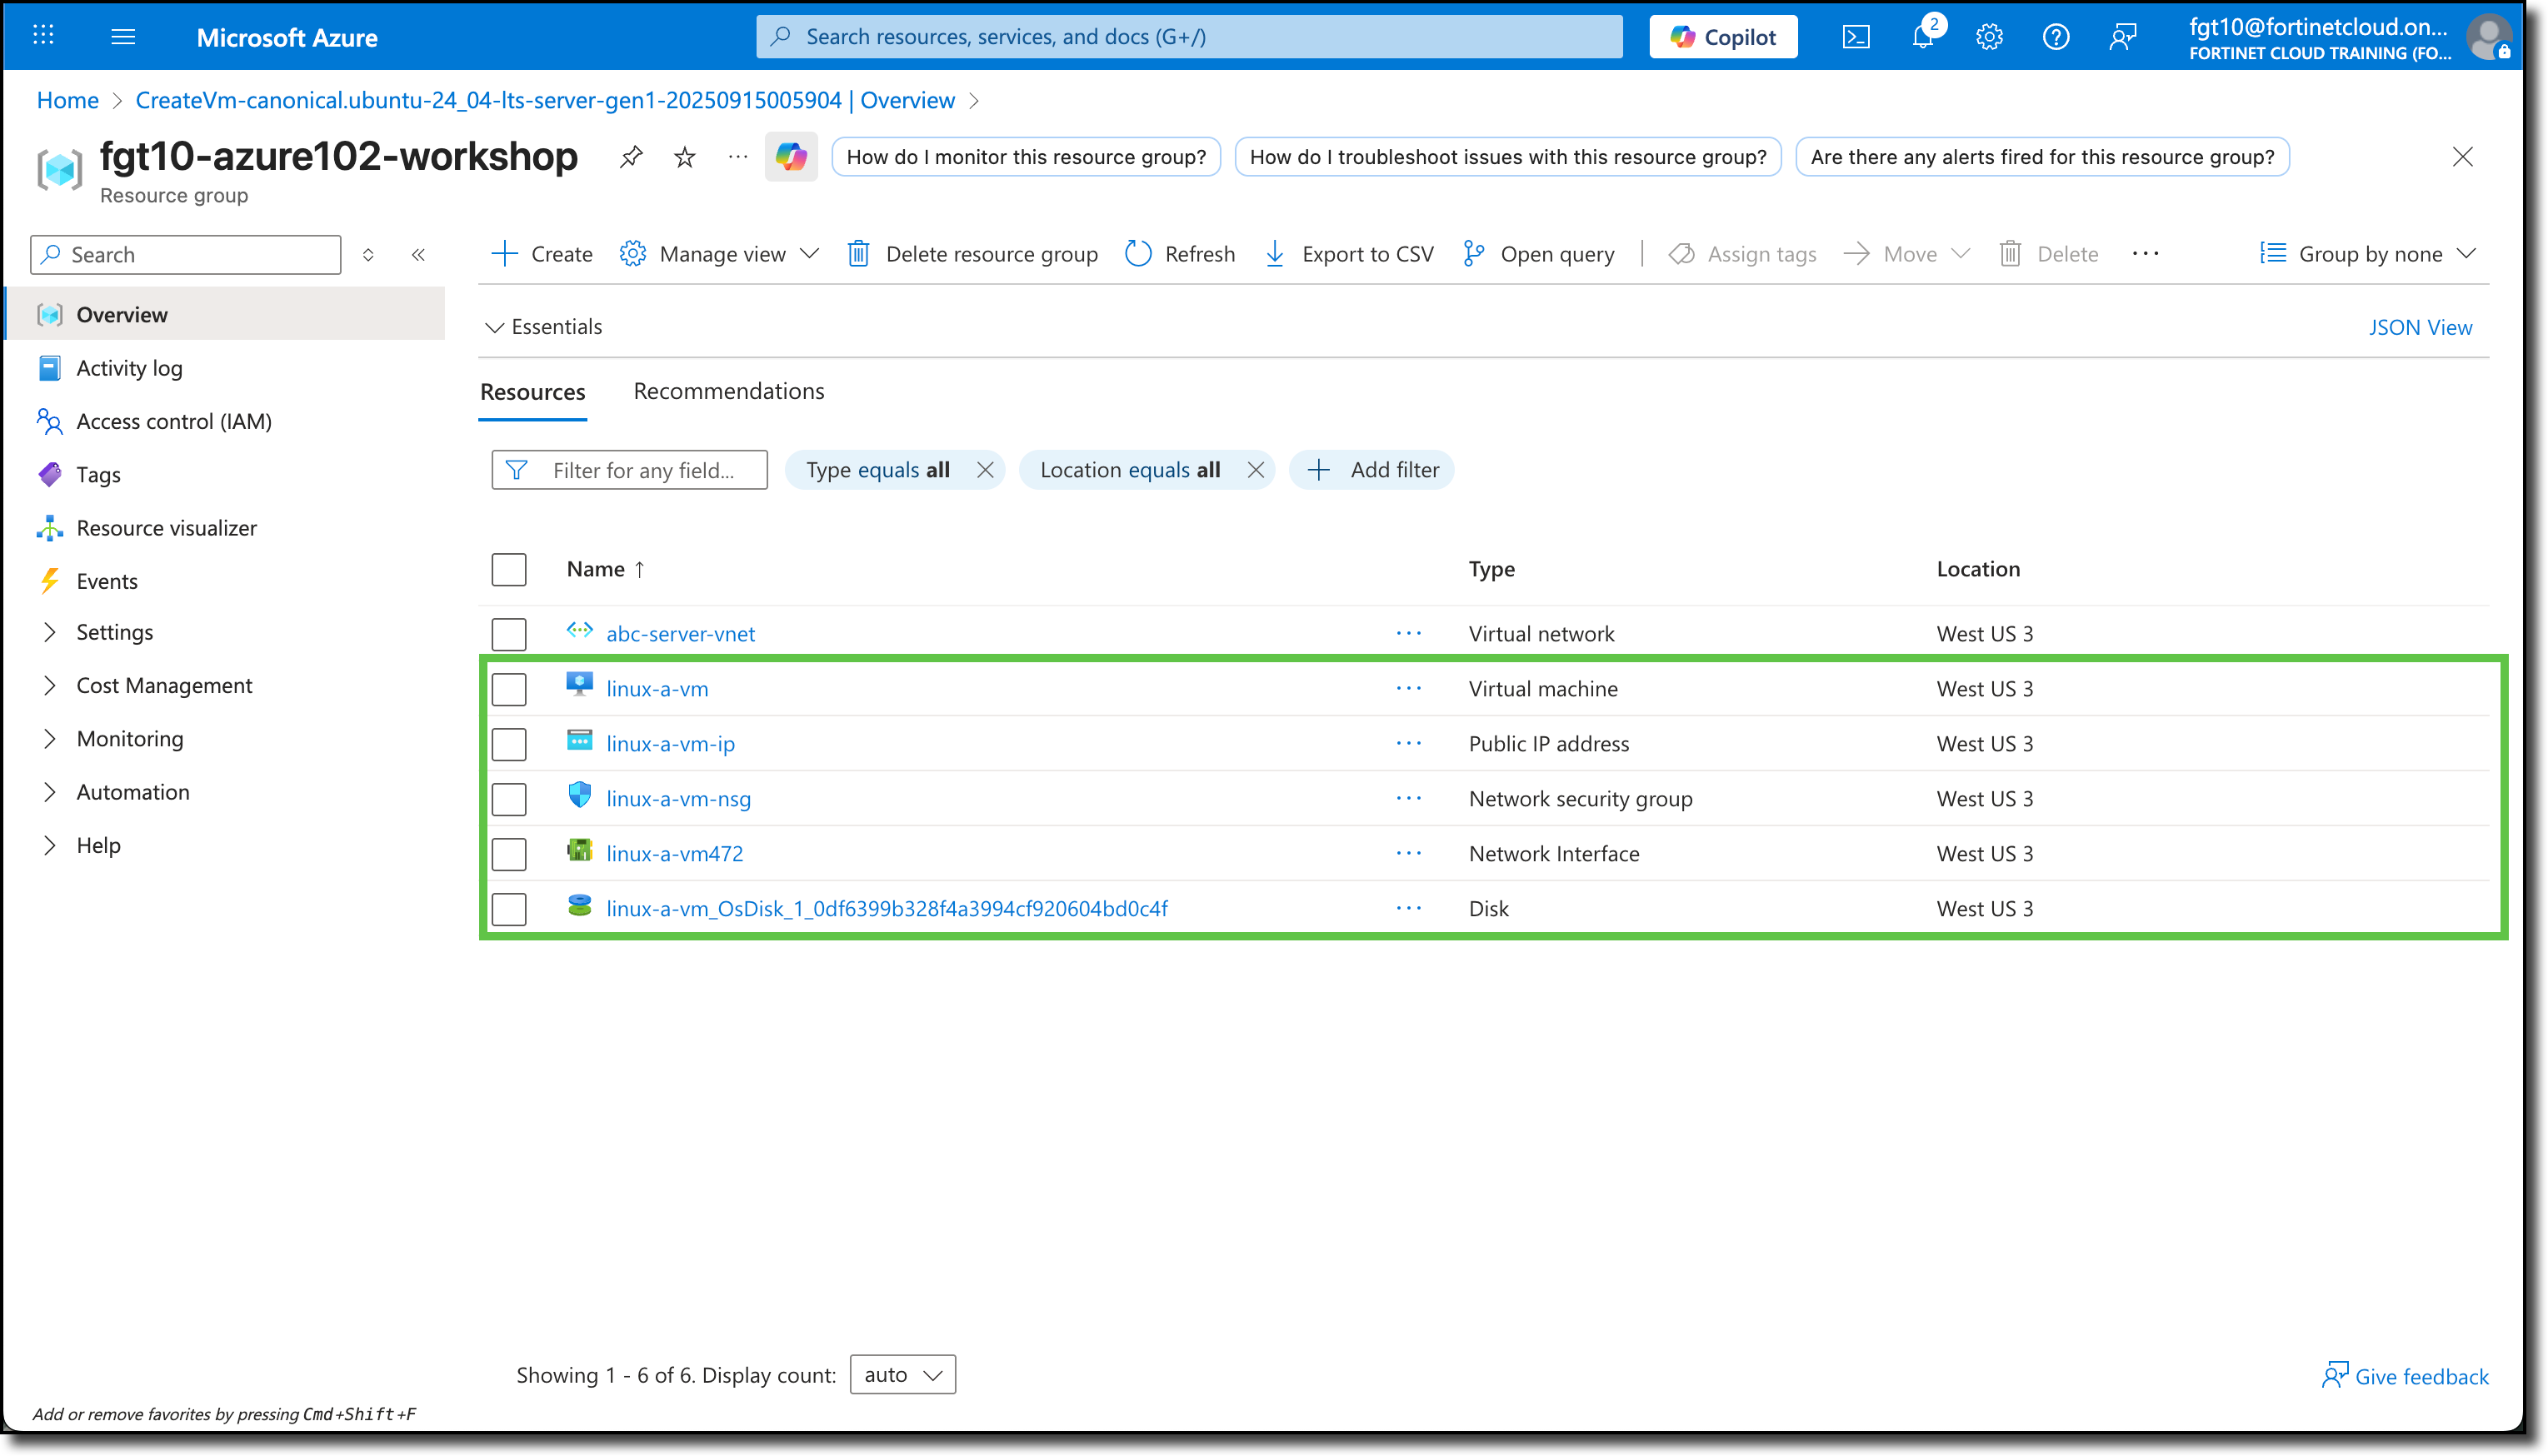 Microsoft Azure
Search resources, services, and docs (G+/)
Copilot
2
fgt10@fortinetcloud.on...
FORTINET CLOUD TRAINING (FO...
Home > CreateVm-canonical.ubuntu-24_04-lts-server-gen1-20250915005904 | Overview >
fgt10-azure102-workshop
Resource group
How do I monitor this resource group?
How do I troubleshoot issues with this resource group?
Are there any alerts fired for this resource group?
Search
Create
Manage view
Delete resource group
Refresh
Export to CSV
Open query
Assign tags
Move
Delete
Group by none
Overview
Activity log
Access control (IAM)
Tags
Resource visualizer
Events
Settings
Cost Management
Monitoring
Automation
Help
Essentials
JSON View
Resources Recommendations
Filter for any field...
Type equals all
Location equals all
Add filter
Name ↑ Type Location
abc-server-vnet ... Virtual network West US 3
linux-a-vm ... Virtual machine West US 3
linux-a-vm-ip ... Public IP address West US 3
linux-a-vm-nsg ... Network security group West US 3
linux-a-vm472 ... Network Interface West US 3
linux-a-vm_OsDisk_1_0df6399b328f4a3994cf920604bd0c4f ... Disk West US 3
Showing 1 - 6 of 6. Display count: auto
Give feedback
Add or remove favorites by pressing Cmd+Shift+F